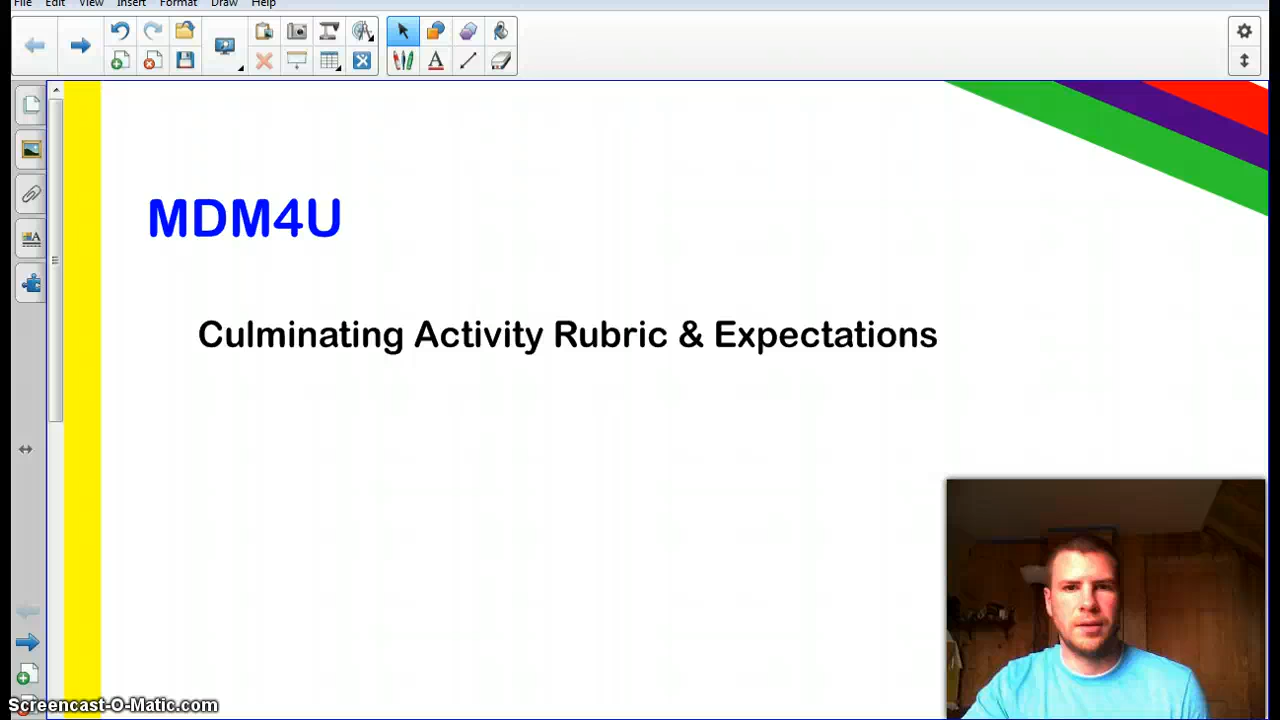 File Edit View Insert Format Draw Help
MDM4U
Culminating Activity Rubric & Expectations
Screencast-O-Matic.com